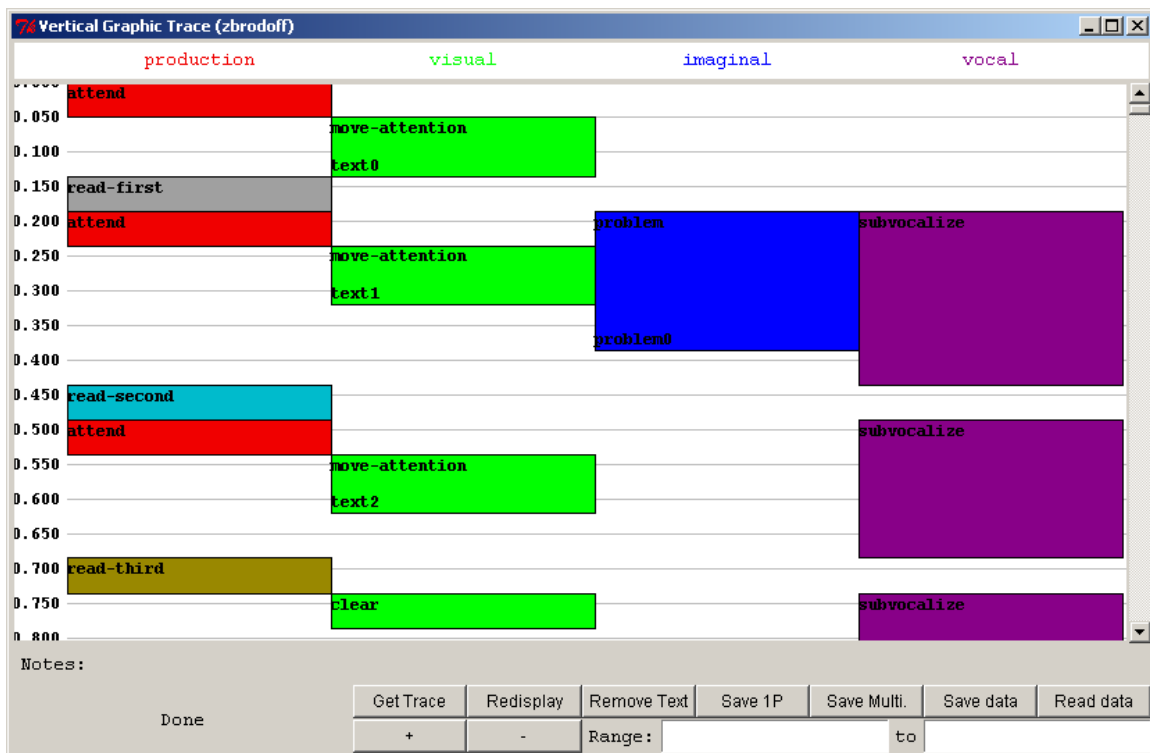 Vertical Graphic Trace (zbrodoff)
production visual imaginal vocal
attend
0.050
move-attention
0.100
text0
0.150 read-first
0.200 attend problem subvocalize
0.250 move-attention
0.300 text1
0.350 problem0
0.400
0.450 read-second
0.500 attend subvocalize
0.550 move-attention
0.600 text2
0.650
0.700 read-third
0.750 clear subvocalize
0.800
Notes:
Get Trace Redisplay Remove Text Save 1P Save Multi. Save data Read data
Done
+ - Range: to